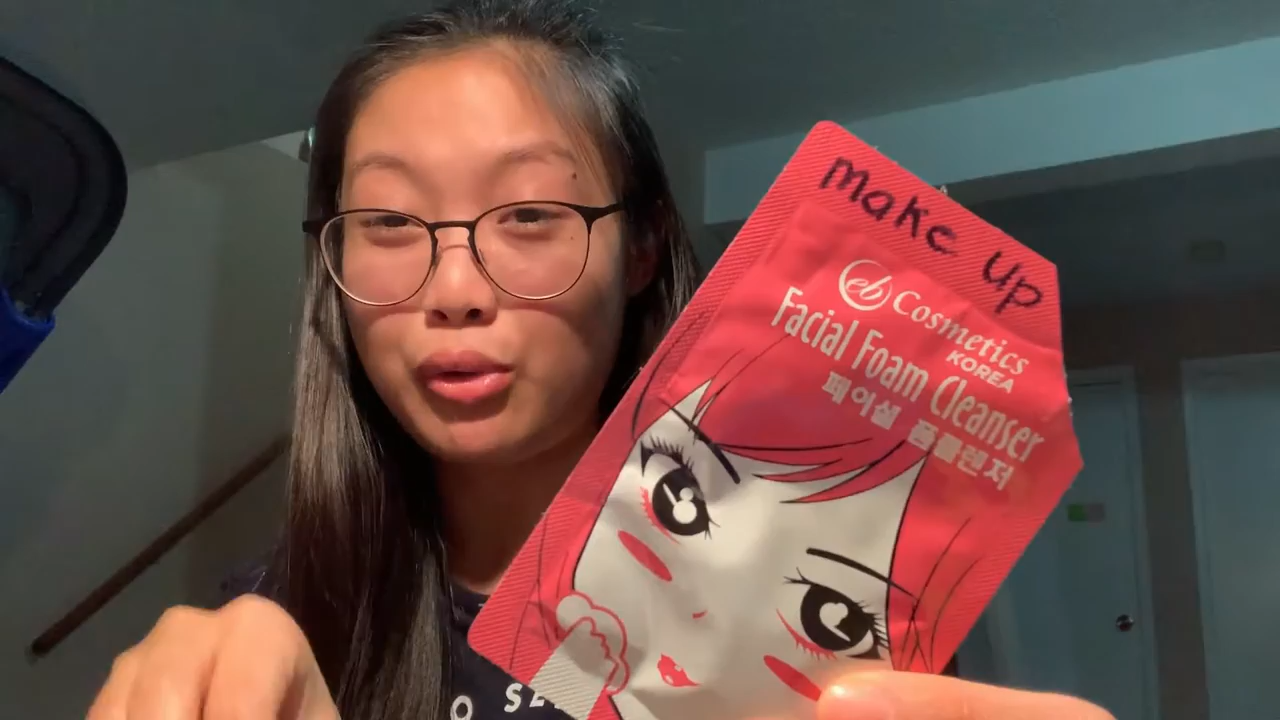 make up
eb Cosmetics
KOREA
Facial Foam Cleanser
페이셜 폼클렌저